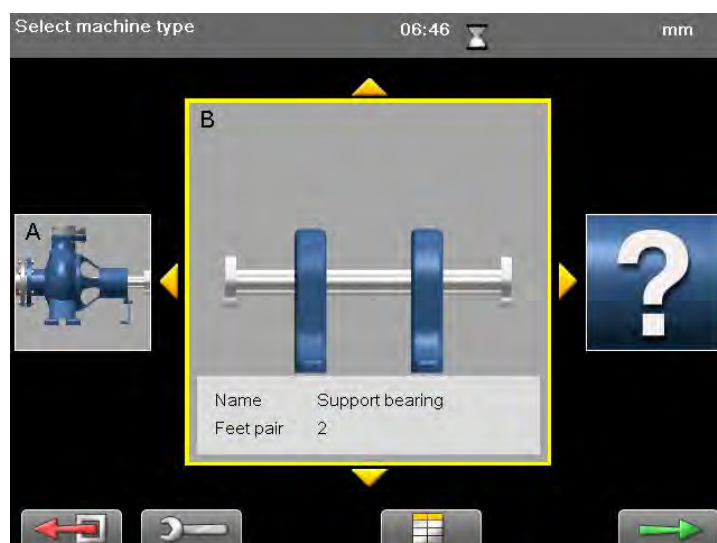 Select machine type 06:46 mm
B
A
?
Name Support bearing
Feet pair 2